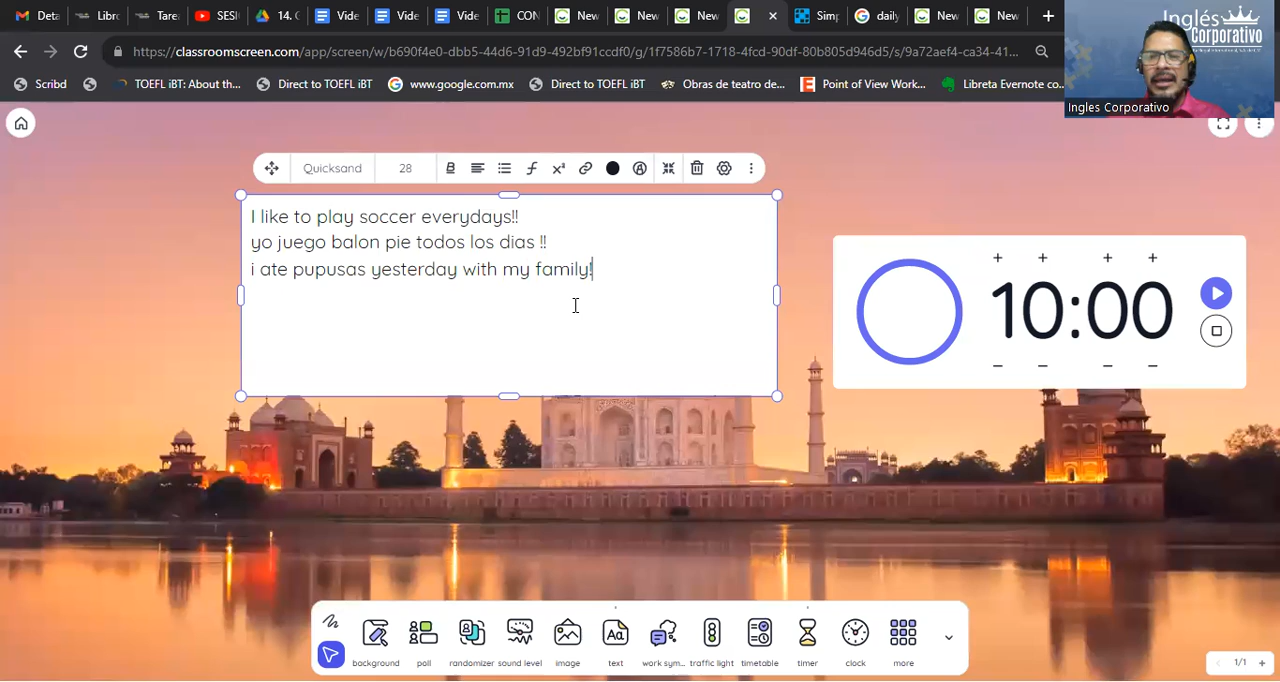 Deta
Libro
Tarea
SESI
14. C
Vide
Vide
Vide
CON
New
New
New
Simp
daily
New
New
https://classroomscreen.com/app/screen/w/b690f4e0-dbb5-44d6-91d9-492bf91ccdf0/g/1f7586b7-1718-4fcd-90df-80b805d946d5/s/9a72aef4-ca34-41...
Scribd
TOEFL iBT: About th...
Direct to TOEFL iBT
www.google.com.mx
Direct to TOEFL iBT
Obras de teatro de...
Point of View Work...
Libreta Evernote co...
Inglés
Corporativo
Ingles Corporativo
Quicksand
28
I like to play soccer everydays!!
yo juego balon pie todos los dias !!
i ate pupusas yesterday with my family!
10:00
background
poll
randomizer
sound level
image
text
work sym...
traffic light
timetable
timer
clock
more
1/1